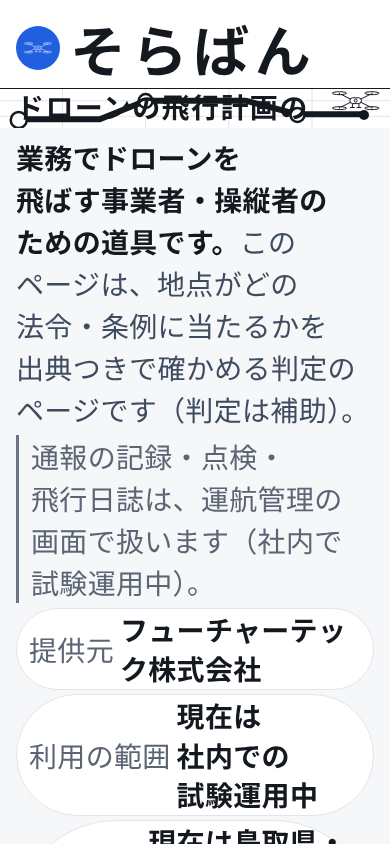 そらばん
ドローンの飛行計画の
業務でドローンを
飛ばす事業者・操縦者の
ための道具です。この
ページは、地点がどの
法令・条例に当たるかを
出典つきで確かめる判定の
ページです（判定は補助）。
通報の記録・点検・
飛行日誌は、運航管理の
画面で扱います（社内で
試験運用中）。
提供元 フューチャーテッ
ク株式会社
現在は
利用の範囲 社内での
試験運用中
現在は鳥取県・